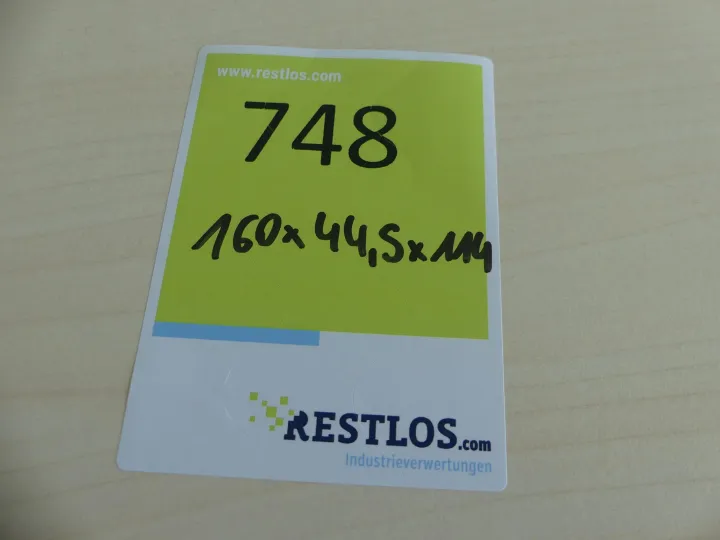 www.restlos.com
748
160x44,5x114
RESTLOS.com
Industrieverwertungen